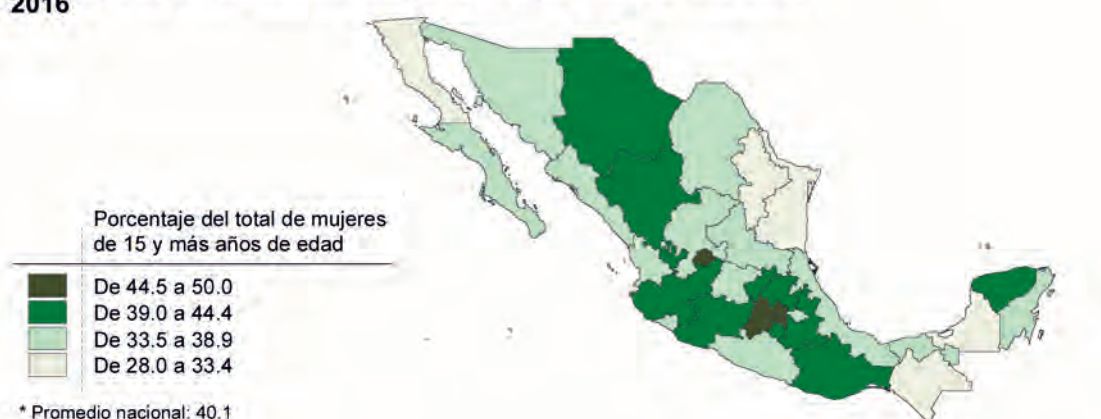 2016
Porcentaje del total de mujeres
de 15 y más años de edad
De 44.5 a 50.0
De 39.0 a 44.4
De 33.5 a 38.9
De 28.0 a 33.4
* Promedio nacional: 40.1